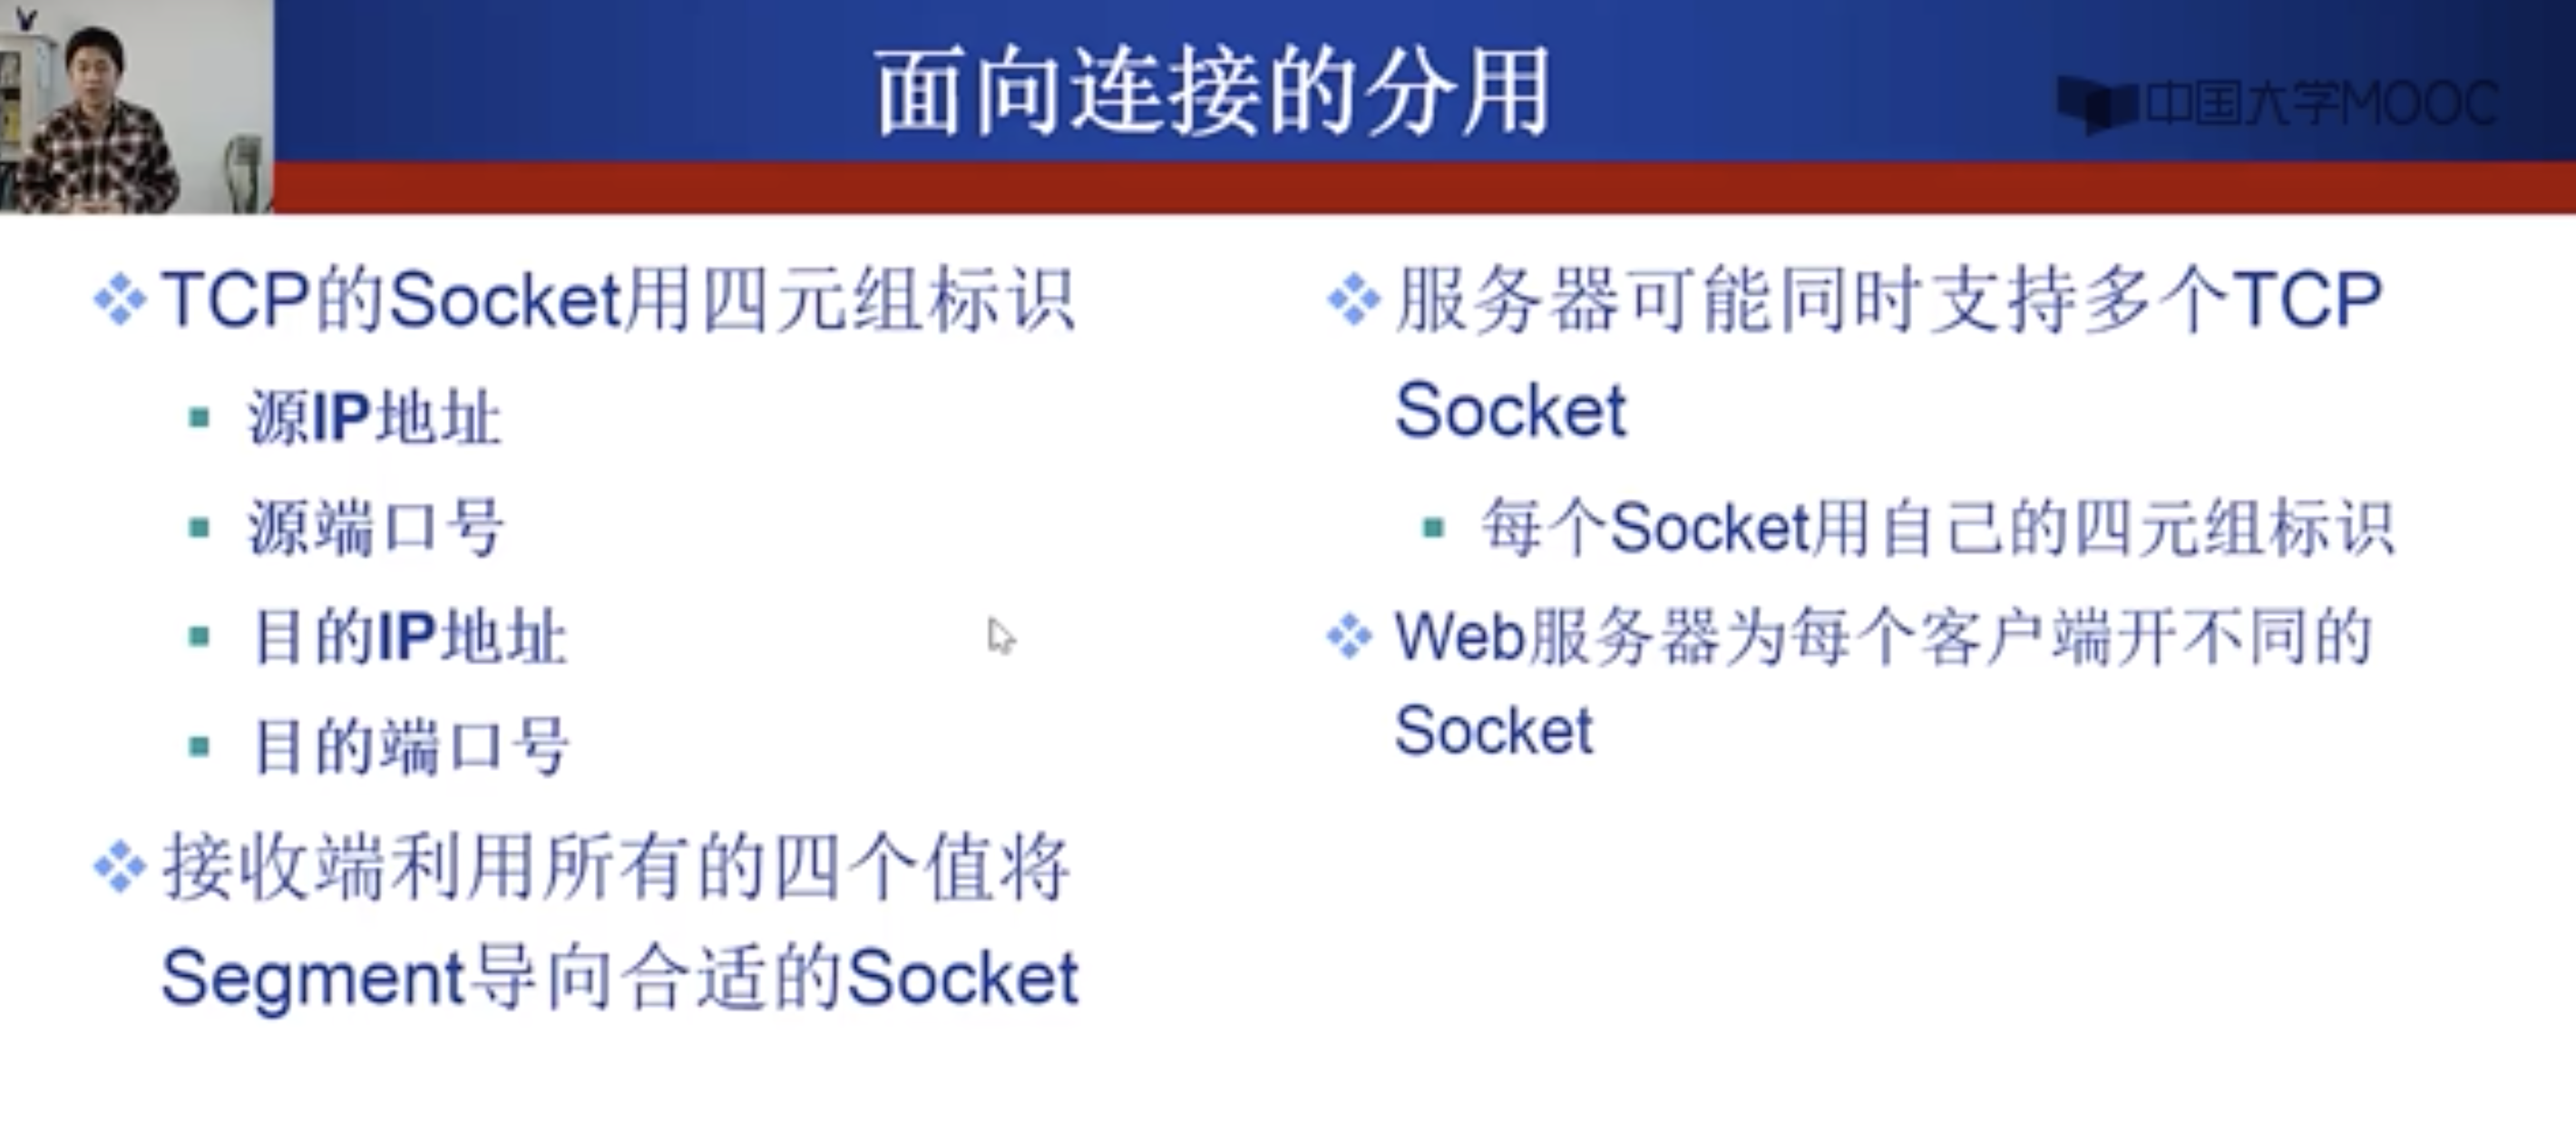 面向连接的分用
中国大学MOOC
TCP的Socket用四元组标识
源IP地址
源端口号
目的IP地址
目的端口号
接收端利用所有的四个值将
Segment导向合适的Socket
服务器可能同时支持多个TCP
Socket
每个Socket用自己的四元组标识
Web服务器为每个客户端开不同的
Socket